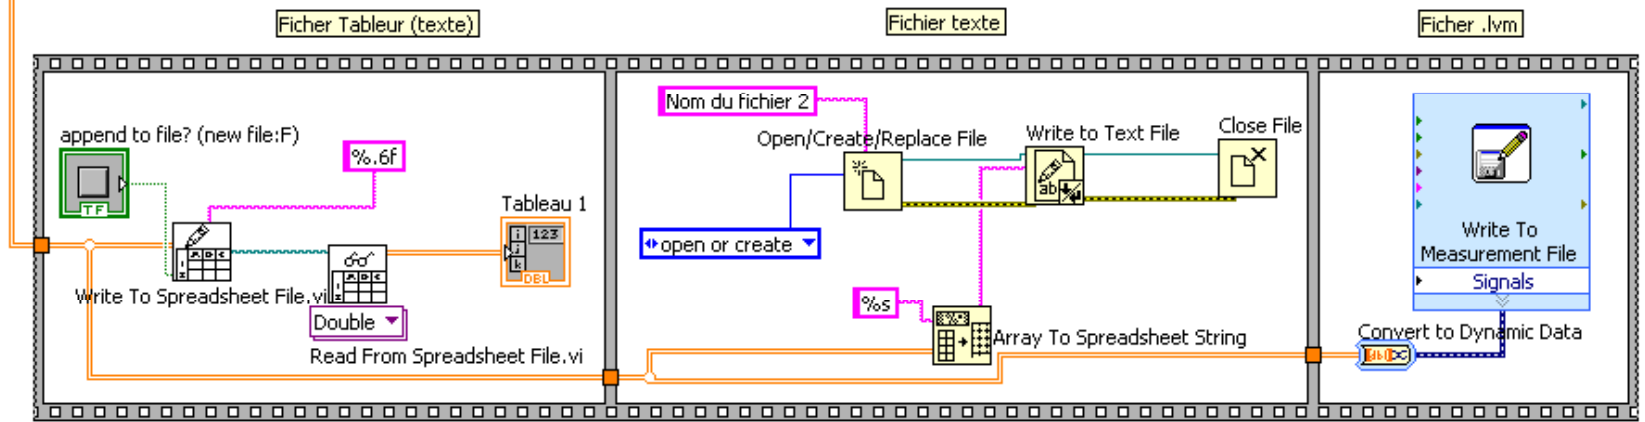 Ficher Tableur (texte)
Fichier texte
Ficher .lvm
append to file? (new file:F)
TF
%.6f
Write To Spreadsheet File.vi
Double
Read From Spreadsheet File.vi
Tableau 1
i
j
k
123
DBL
Nom du fichier 2
Open/Create/Replace File
Write to Text File
ab
Close File
open or create
%s
Array To Spreadsheet String
Write To
Measurement File
Signals
Convert to Dynamic Data